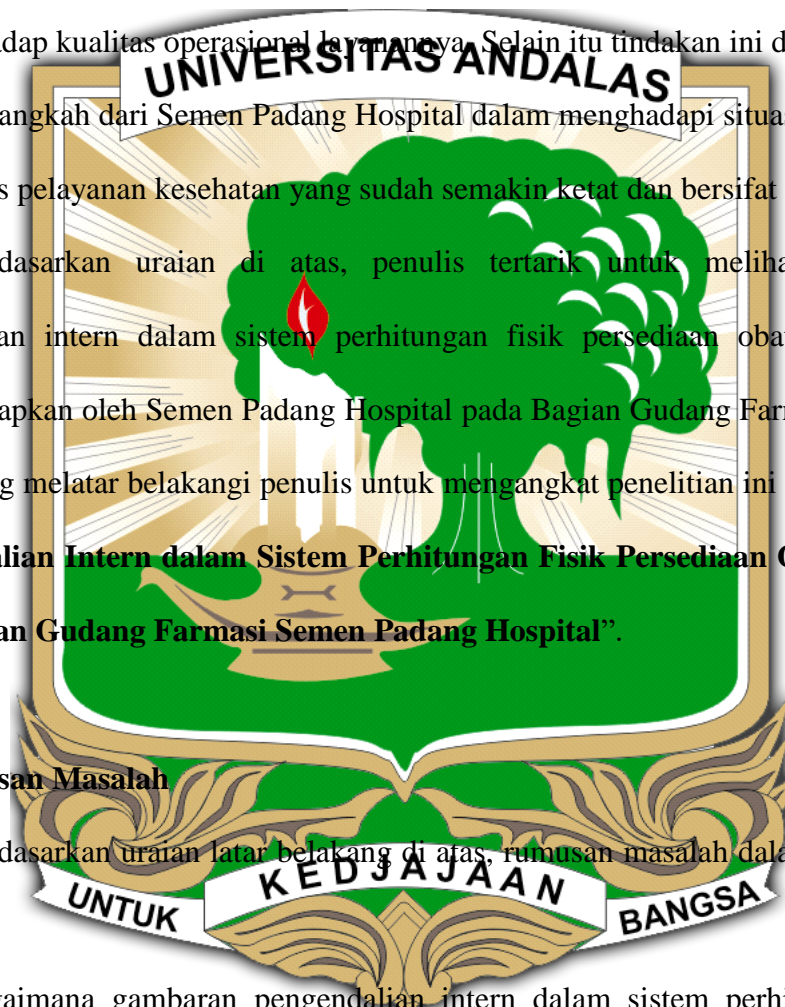 dap kualitas operasional layanannya. Selain itu tindakan ini d
UNIVERSITAS ANDALAS
angkah dari Semen Padang Hospital dalam menghadapi situas
s pelayanan kesehatan yang sudah semakin ketat dan bersifat
dasarkan uraian di atas, penulis tertarik untuk meliha
an intern dalam sistem perhitungan fisik persediaan oba
apkan oleh Semen Padang Hospital pada Bagian Gudang Farm
g melatar belakangi penulis untuk mengangkat penelitian ini
alian Intern dalam Sistem Perhitungan Fisik Persediaan O
an Gudang Farmasi Semen Padang Hospital”.
san Masalah
dasarkan uraian latar belakang di atas, rumusan masalah dala
UNTUK KEDJAJAAN BANGSA
gaimana gambaran pengendalian intern dalam sistem perhi